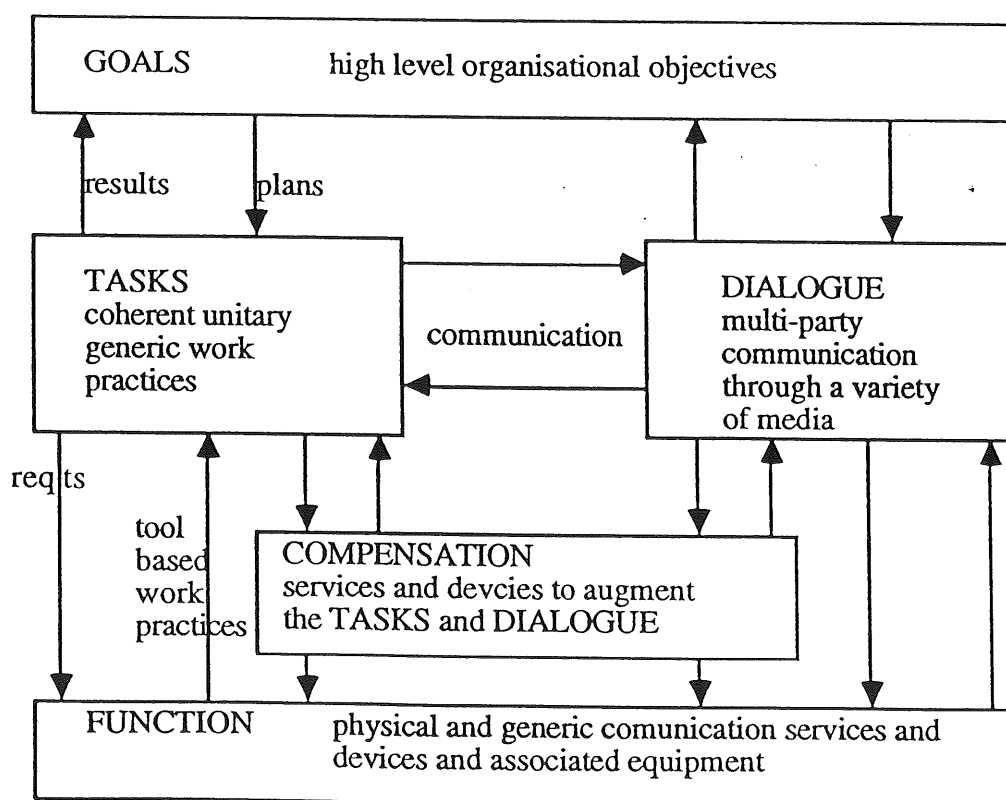 GOALS high level organisational objectives
results plans
TASKS
coherent unitary
generic work
practices
communication
DIALOGUE
multi-party
communication
through a variety
of media
reqts
tool
based
work
practices
COMPENSATION
services and devcies to augment
the TASKS and DIALOGUE
FUNCTION physical and generic comunication services and
devices and associated equipment